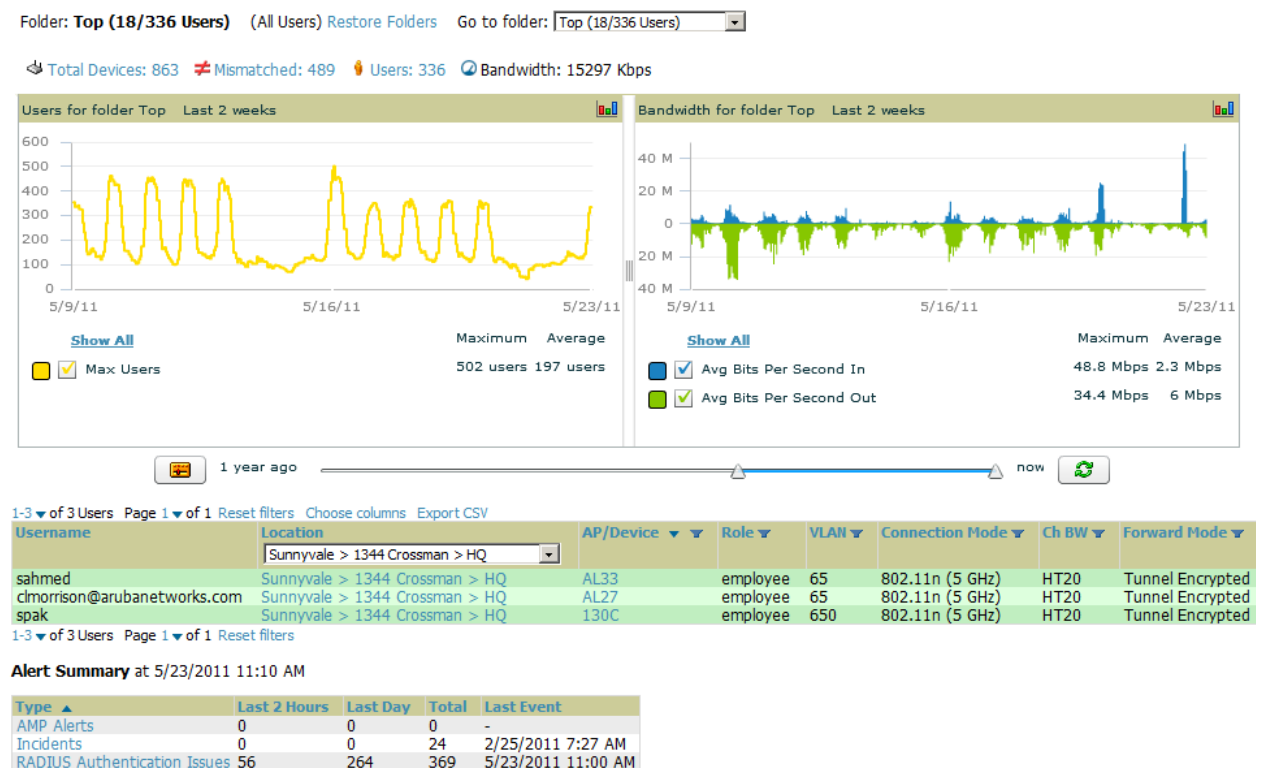 Folder: Top (18/336 Users) (All Users) Restore Folders Go to folder: Top (18/336 Users)
Total Devices: 863 Mismatched: 489 Users: 336 Bandwidth: 15297 Kbps
Users for folder Top Last 2 weeks
600
500
400
300
200
100
0
5/9/11 5/16/11 5/23/11
Show All Maximum Average
Max Users 502 users 197 users
Bandwidth for folder Top Last 2 weeks
40 M
20 M
0
20 M
40 M
5/9/11 5/16/11 5/23/11
Show All Maximum Average
Avg Bits Per Second In 48.8 Mbps 2.3 Mbps
Avg Bits Per Second Out 34.4 Mbps 6 Mbps
1 year ago now
1-3 of 3 Users Page 1 of 1 Reset filters Choose columns Export CSV
Username Location AP/Device Role VLAN Connection Mode Ch BW Forward Mode
Sunnyvale > 1344 Crossman > HQ
sahmed Sunnyvale > 1344 Crossman > HQ AL33 employee 65 802.11n (5 GHz) HT20 Tunnel Encrypted
clmorrison@arubanetworks.com Sunnyvale > 1344 Crossman > HQ AL27 employee 65 802.11n (5 GHz) HT20 Tunnel Encrypted
spak Sunnyvale > 1344 Crossman > HQ 130C employee 650 802.11n (5 GHz) HT20 Tunnel Encrypted
1-3 of 3 Users Page 1 of 1 Reset filters
Alert Summary at 5/23/2011 11:10 AM
Type Last 2 Hours Last Day Total Last Event
AMP Alerts 0 0 0 -
Incidents 0 0 24 2/25/2011 7:27 AM
RADIUS Authentication Issues 56 264 369 5/23/2011 11:00 AM